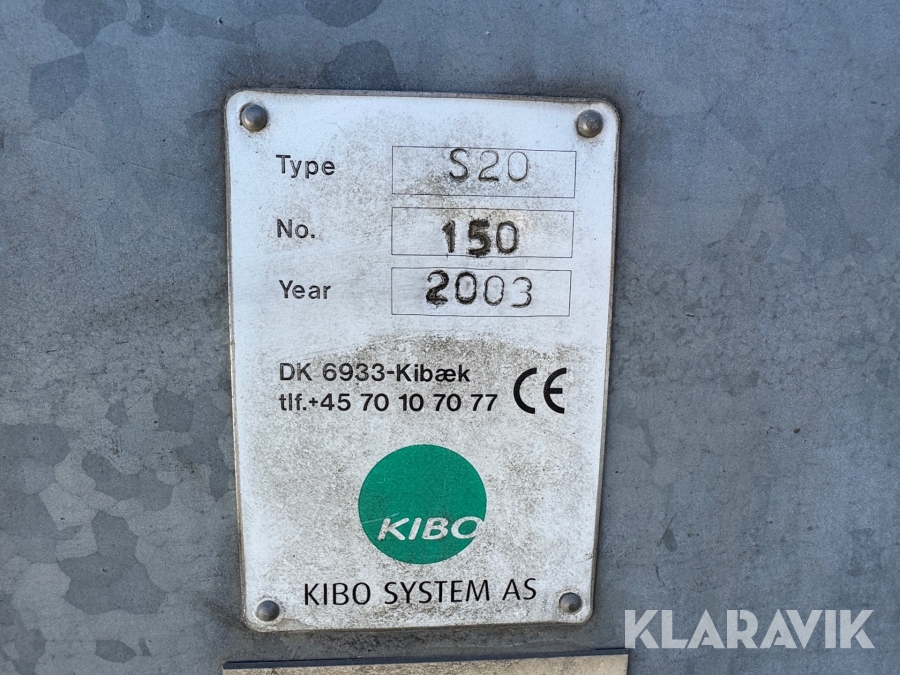 Type S20
No. 150
Year 2003
DK 6933-Kibæk
tlf.+45 70 10 70 77 CE
KIBO
KIBO SYSTEM AS
KLARAVIK